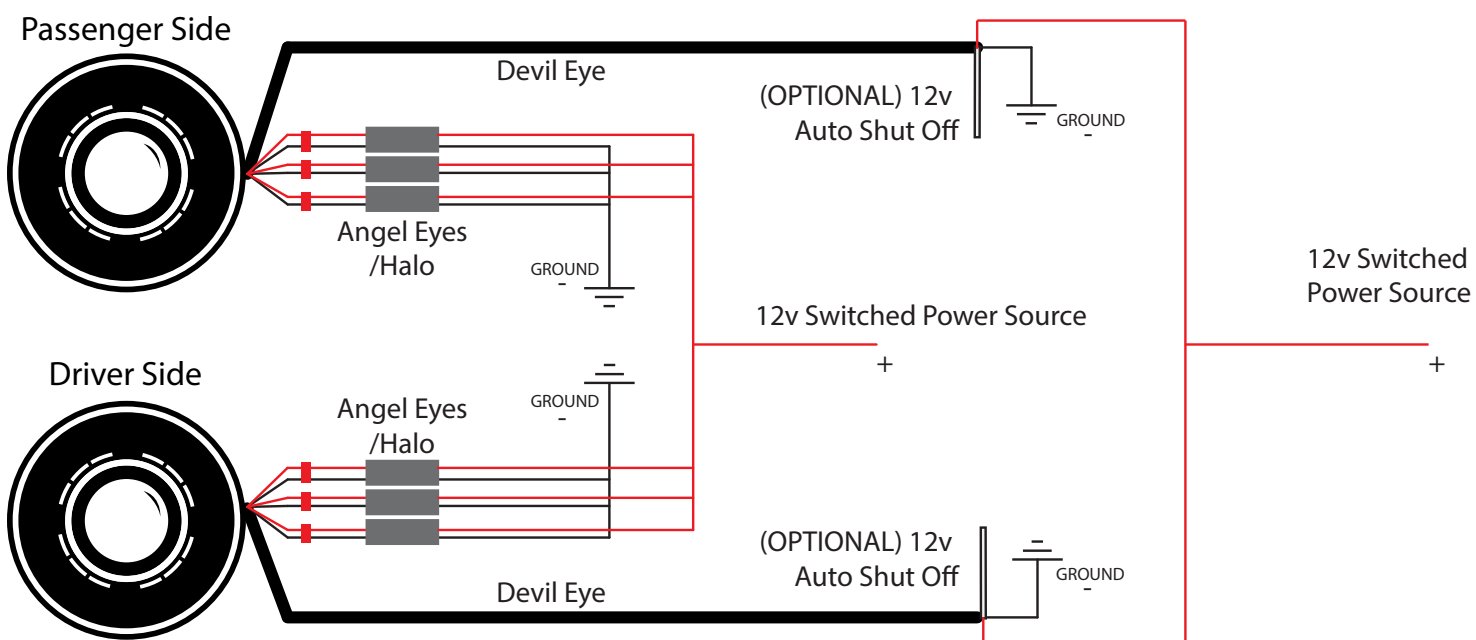 Passenger Side
Devil Eye
(OPTIONAL) 12v
Auto Shut Off
GROUND
-
Angel Eyes
/Halo
GROUND
-
12v Switched Power Source
+
12v Switched
Power Source
+
Driver Side
Angel Eyes
/Halo
GROUND
-
(OPTIONAL) 12v
Auto Shut Off
GROUND
-
Devil Eye